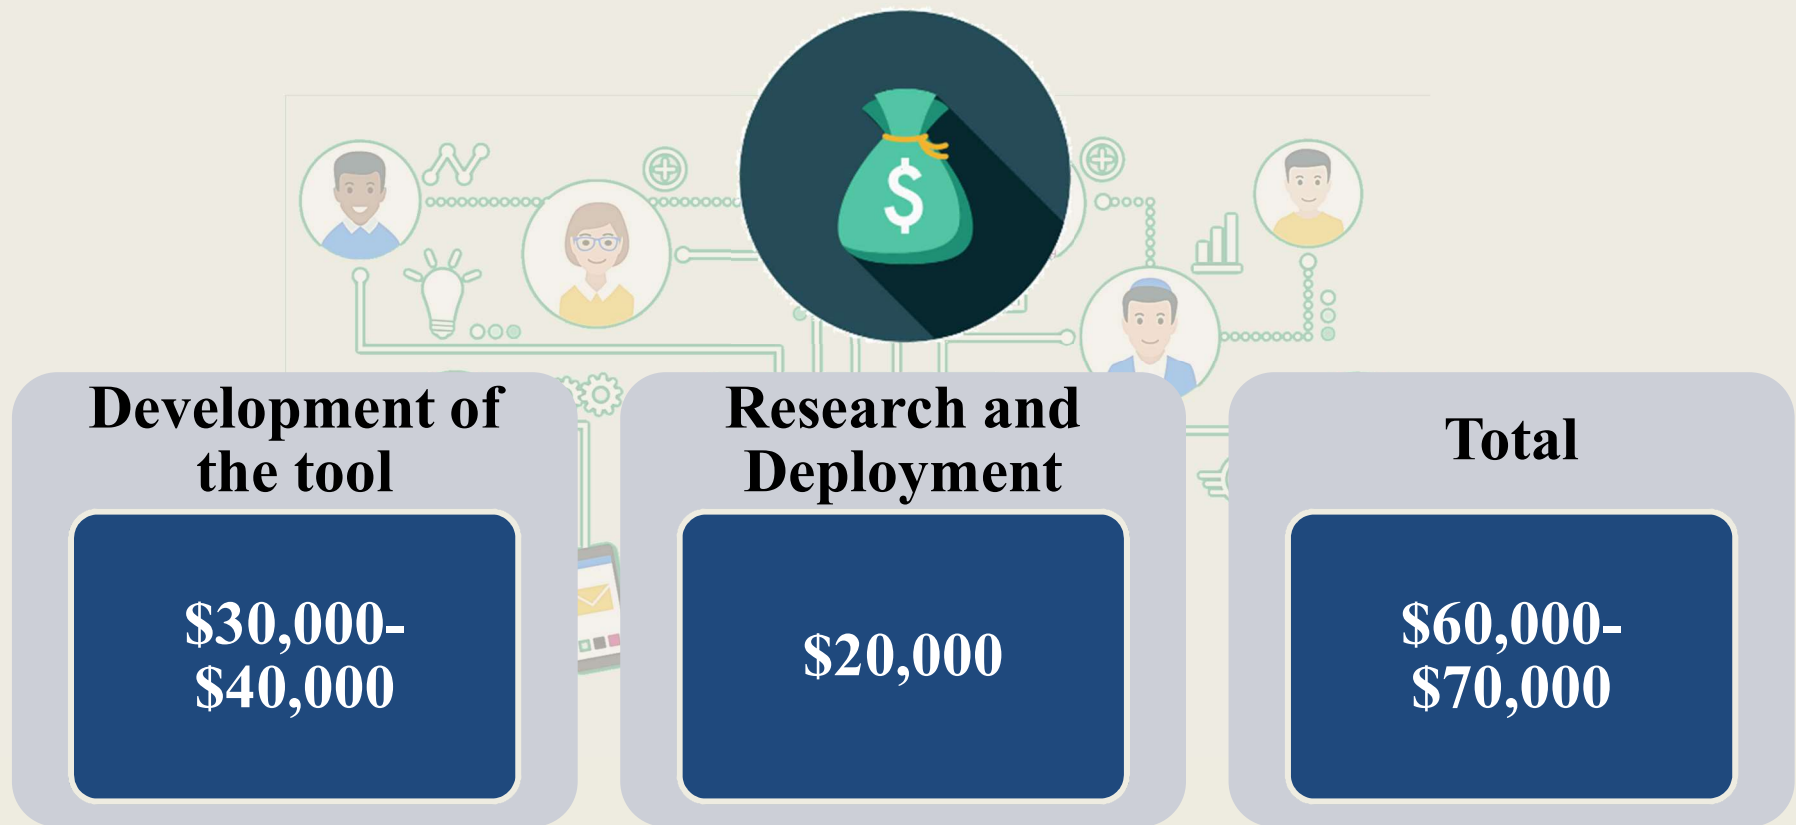 $
Development of
the tool
$30,000-
$40,000
Research and
Deployment
$20,000
Total
$60,000-
$70,000